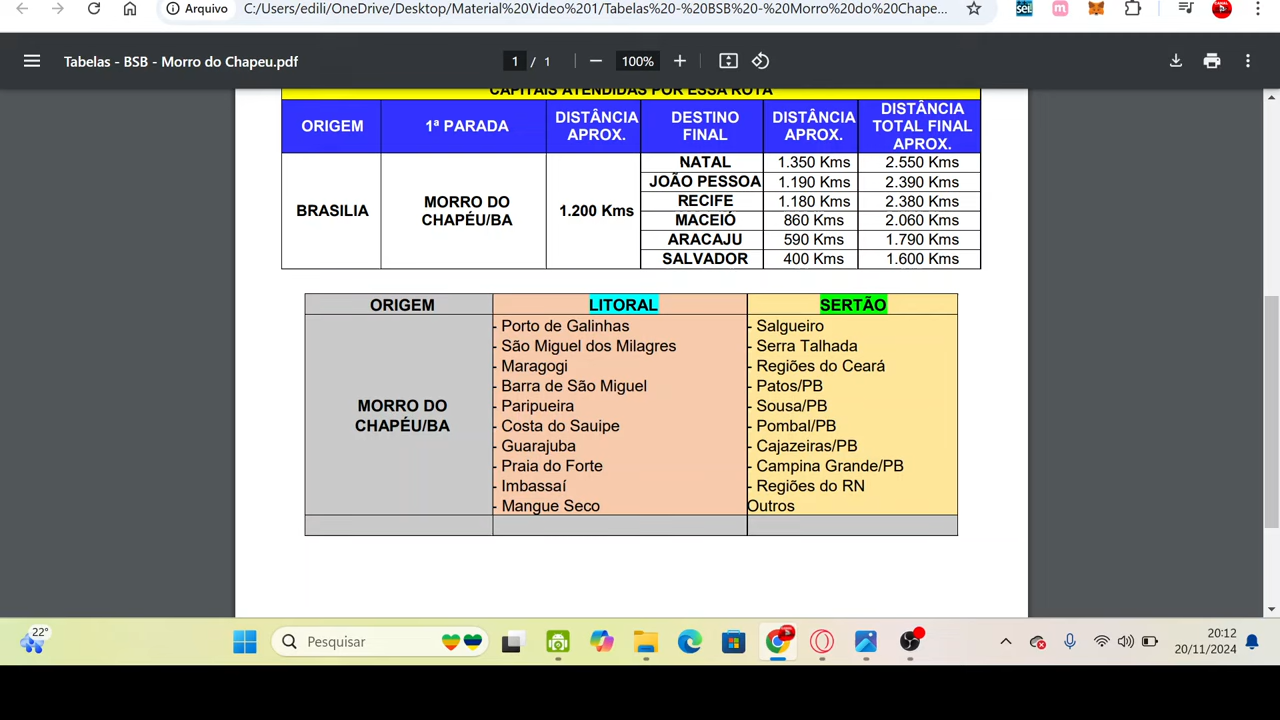 Arquivo
C:/Users/edili/OneDrive/Desktop/Material%20Video%201/Tabelas%20-%20BSB%20-%20Morro%20do%20Chape...
sei!
Tabelas - BSB - Morro do Chapeu.pdf
1 / 1
100%
CAPITAIS ATENDIDAS POR ESSA ROTA
ORIGEM
1ª PARADA
DISTÂNCIA
APROX.
DESTINO
FINAL
DISTÂNCIA
APROX.
DISTÂNCIA
TOTAL FINAL
APROX.
BRASILIA
MORRO DO
CHAPÉU/BA
1.200 Kms
NATAL 1.350 Kms 2.550 Kms
JOÃO PESSOA 1.190 Kms 2.390 Kms
RECIFE 1.180 Kms 2.380 Kms
MACEIÓ 860 Kms 2.060 Kms
ARACAJU 590 Kms 1.790 Kms
SALVADOR 400 Kms 1.600 Kms
ORIGEM
LITORAL
SERTÃO
MORRO DO
CHAPÉU/BA
- Porto de Galinhas
- São Miguel dos Milagres
- Maragogi
- Barra de São Miguel
- Paripueira
- Costa do Sauipe
- Guarajuba
- Praia do Forte
- Imbassaí
- Mangue Seco
- Salgueiro
- Serra Talhada
- Regiões do Ceará
- Patos/PB
- Sousa/PB
- Pombal/PB
- Cajazeiras/PB
- Campina Grande/PB
- Regiões do RN
Outros
22°
Pesquisar
20:12
20/11/2024